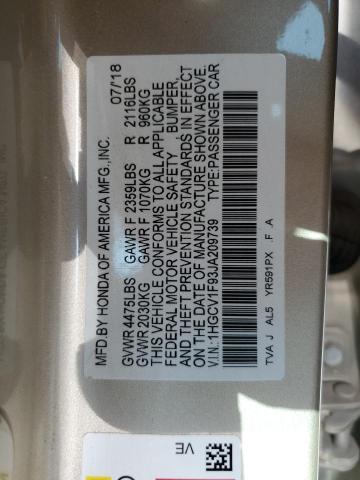 MFD.BY HONDA OF AMERICA MFG.,INC. 07/18
GVWR 4475LBS GAWR F 2359LBS R 2116LBS
GVWR 2030KG GAWR F 1070KG R 960KG
THIS VEHICLE CONFORMS TO ALL APPLICABLE
FEDERAL MOTOR VEHICLE SAFETY , BUMPER,
AND THEFT PREVENTION STANDARDS IN EFFECT
ON THE DATE OF MANUFACTURE SHOWN ABOVE.
V.I.N.:1HGCV1F93JA209739 TYPE:PASSENGER CAR
TVA J AL5 YR591PX .F .A
VE